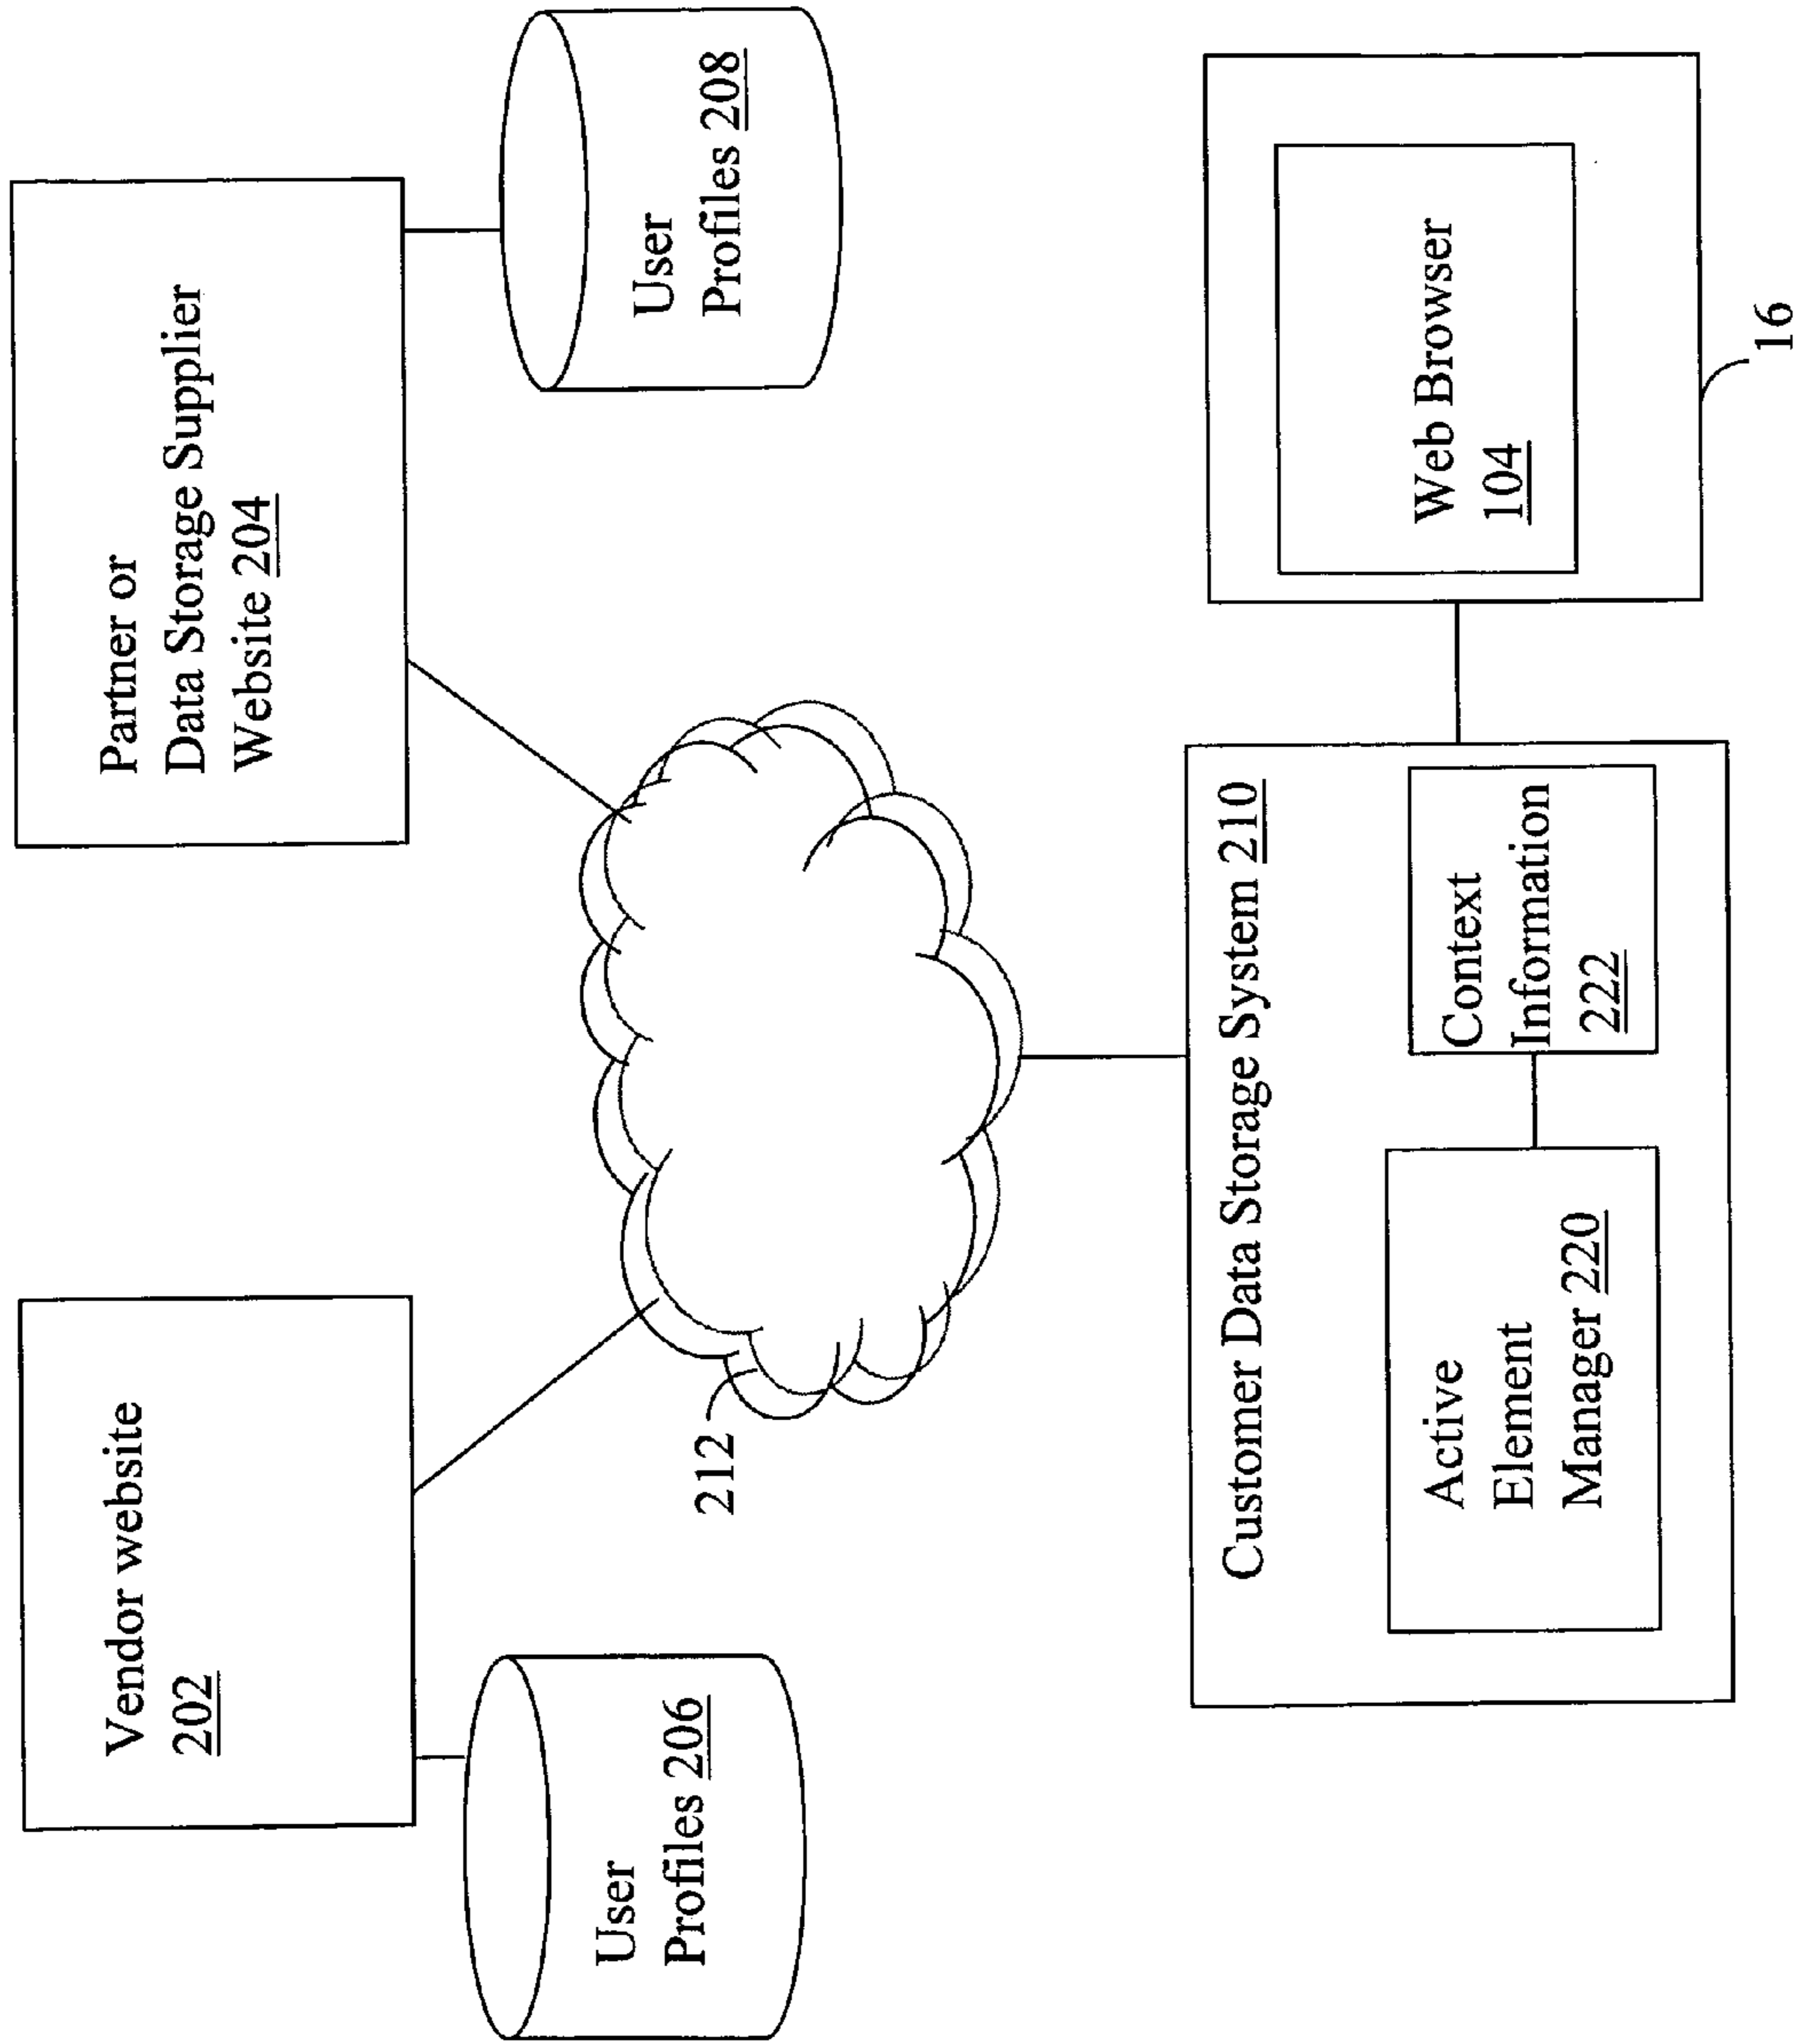 Vendor website
202
Partner or
Data Storage Supplier
Website 204
User
Profiles 206
User
Profiles 208
212
Customer Data Storage System 210
Active
Element
Manager 220
Context
Information
222
Web Browser
104
16